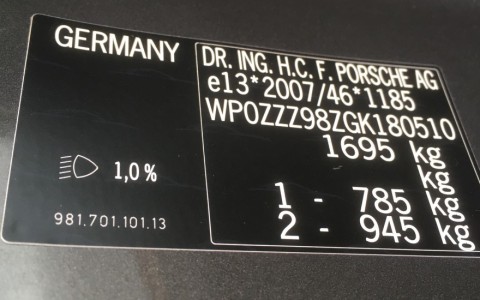 GERMANY
1,0%
981.701.101.13
DR. ING. H.C. F. PORSCHE AG
e13*2007/46*1185
WP0ZZZ98ZGK180510
1695 kg
kg
1 - 785 kg
2 - 945 kg